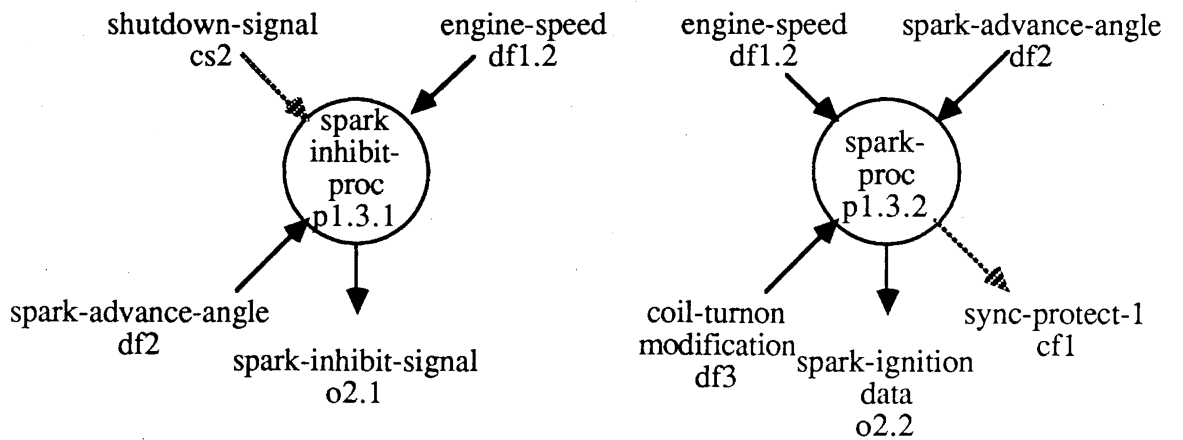 shutdown-signal
cs2
engine-speed
df1.2
spark
inhibit-
proc
p1.3.1
spark-advance-angle
df2
spark-inhibit-signal
o2.1
engine-speed
df1.2
spark-advance-angle
df2
spark-
proc
p1.3.2
coil-turnon
modification
df3
spark-ignition
data
o2.2
sync-protect-1
cf1